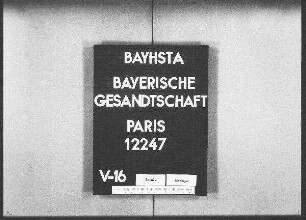 BAYHSTA
BAYERISCHE
GESANDTSCHAFT
PARIS
12247
V-16